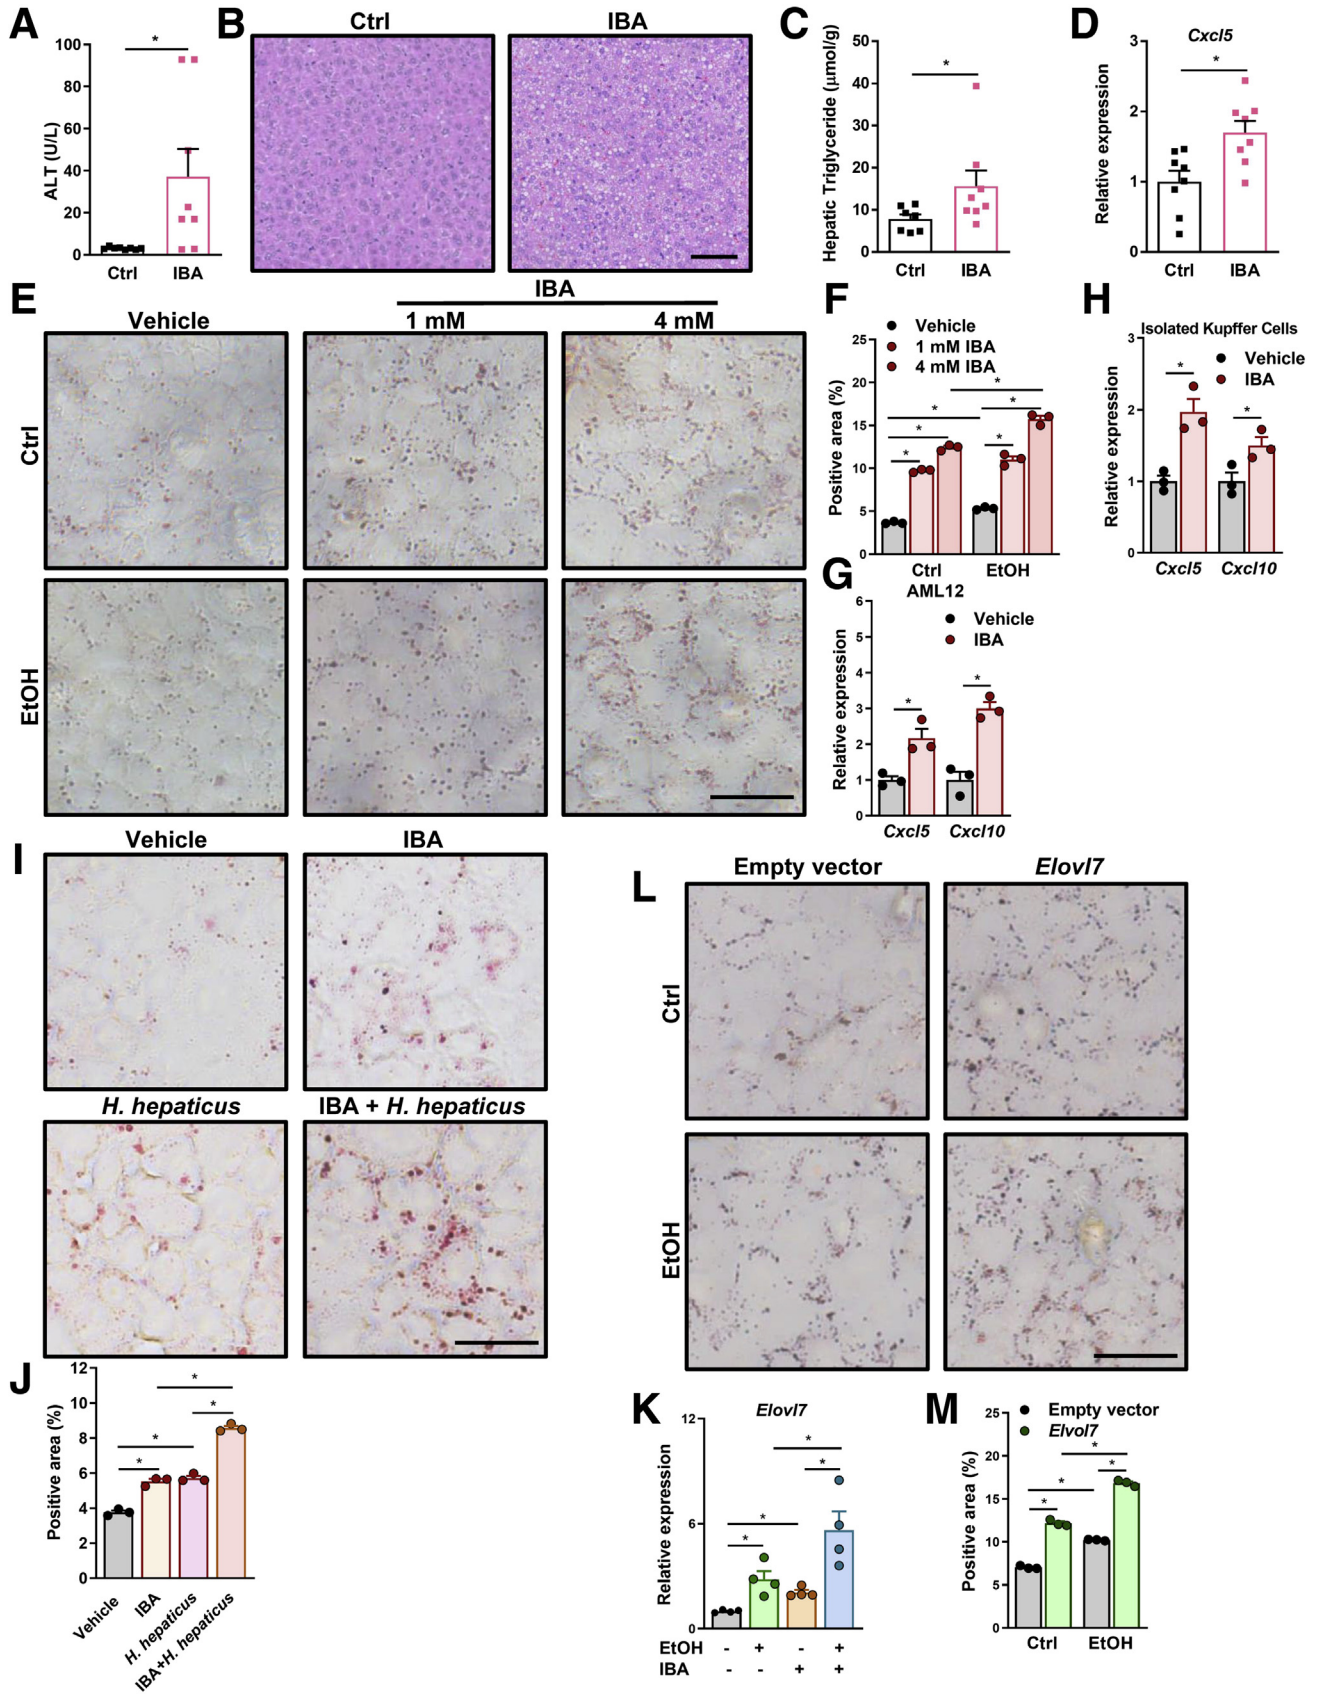 A
ALT (U/L)
100
80
60
40
20
0
*
Ctrl
IBA
B
Ctrl
IBA
C
Hepatic Triglyceride (μmol/g)
50
40
30
20
10
0
*
Ctrl
IBA
D
Cxcl5
Relative expression
3
2
1
0
*
Ctrl
IBA
E
IBA
Vehicle
1 mM
4 mM
Ctrl
EtOH
F
Vehicle
1 mM IBA
4 mM IBA
Positive area (%)
25
20
15
10
5
0
*
*
*
*
*
*
Ctrl
EtOH
G
AML12
Vehicle
IBA
Relative expression
6
5
4
3
2
1
0
*
*
Cxcl5
Cxcl10
H
Isolated Kupffer Cells
Vehicle
IBA
Relative expression
3
2
1
0
*
*
Cxcl5
Cxcl10
I
Vehicle
IBA
H. hepaticus
IBA + H. hepaticus
J
Positive area (%)
12
10
8
6
4
2
0
*
*
*
*
Vehicle
IBA
H. hepaticus
IBA+H. hepaticus
L
Empty vector
Elovl7
Ctrl
EtOH
K
Elovl7
Relative expression
12
6
0
*
*
*
*
EtOH - + - +
IBA - - + +
M
Empty vector
Elvol7
Positive area (%)
25
20
15
10
5
0
*
*
*
*
Ctrl
EtOH